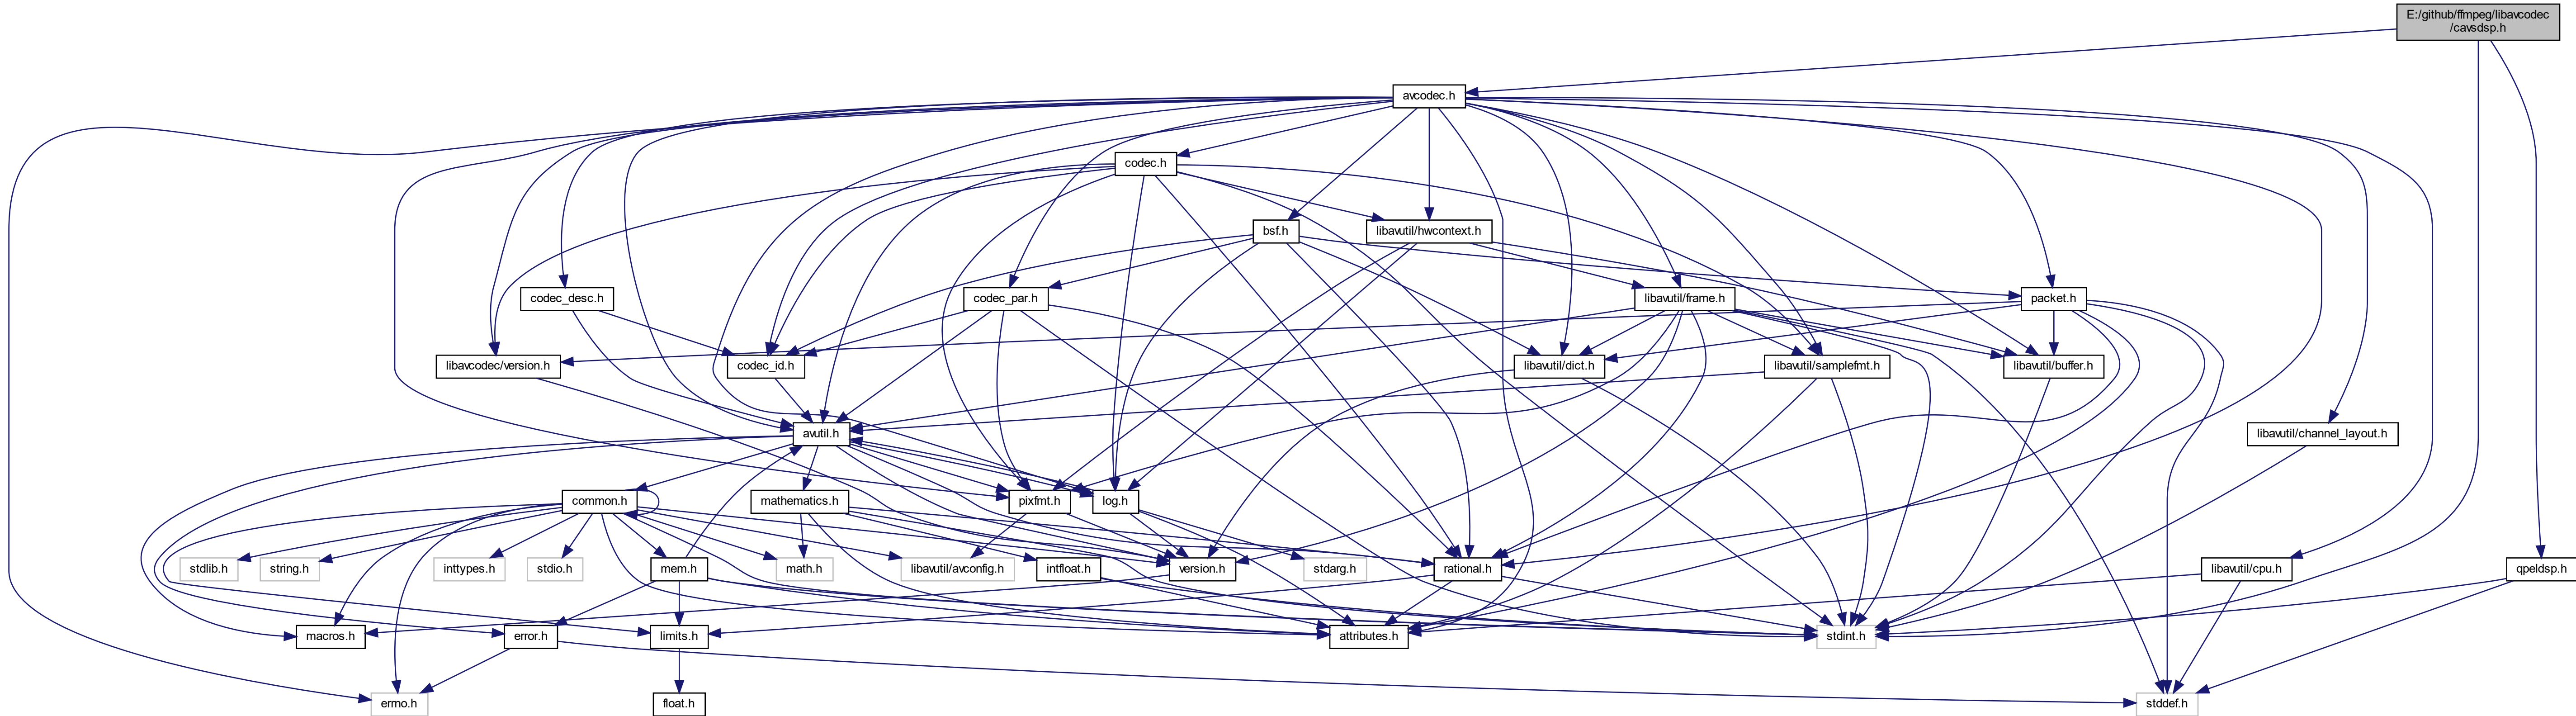 E:/github/ffmpeg/libavcodec
/cavsdsp.h
avcodec.h
codec.h
bsf.h
libavutil/hwcontext.h
codec_desc.h
codec_par.h
libavutil/frame.h
packet.h
libavcodec/version.h
codec_id.h
libavutil/dict.h
libavutil/samplefmt.h
libavutil/buffer.h
avutil.h
libavutil/channel_layout.h
common.h
mathematics.h
pixfmt.h
log.h
stdlib.h
string.h
inttypes.h
stdio.h
mem.h
math.h
libavutil/avconfig.h
intfloat.h
version.h
stdarg.h
rational.h
libavutil/cpu.h
qpeldsp.h
macros.h
error.h
limits.h
attributes.h
stdint.h
errno.h
float.h
stddef.h